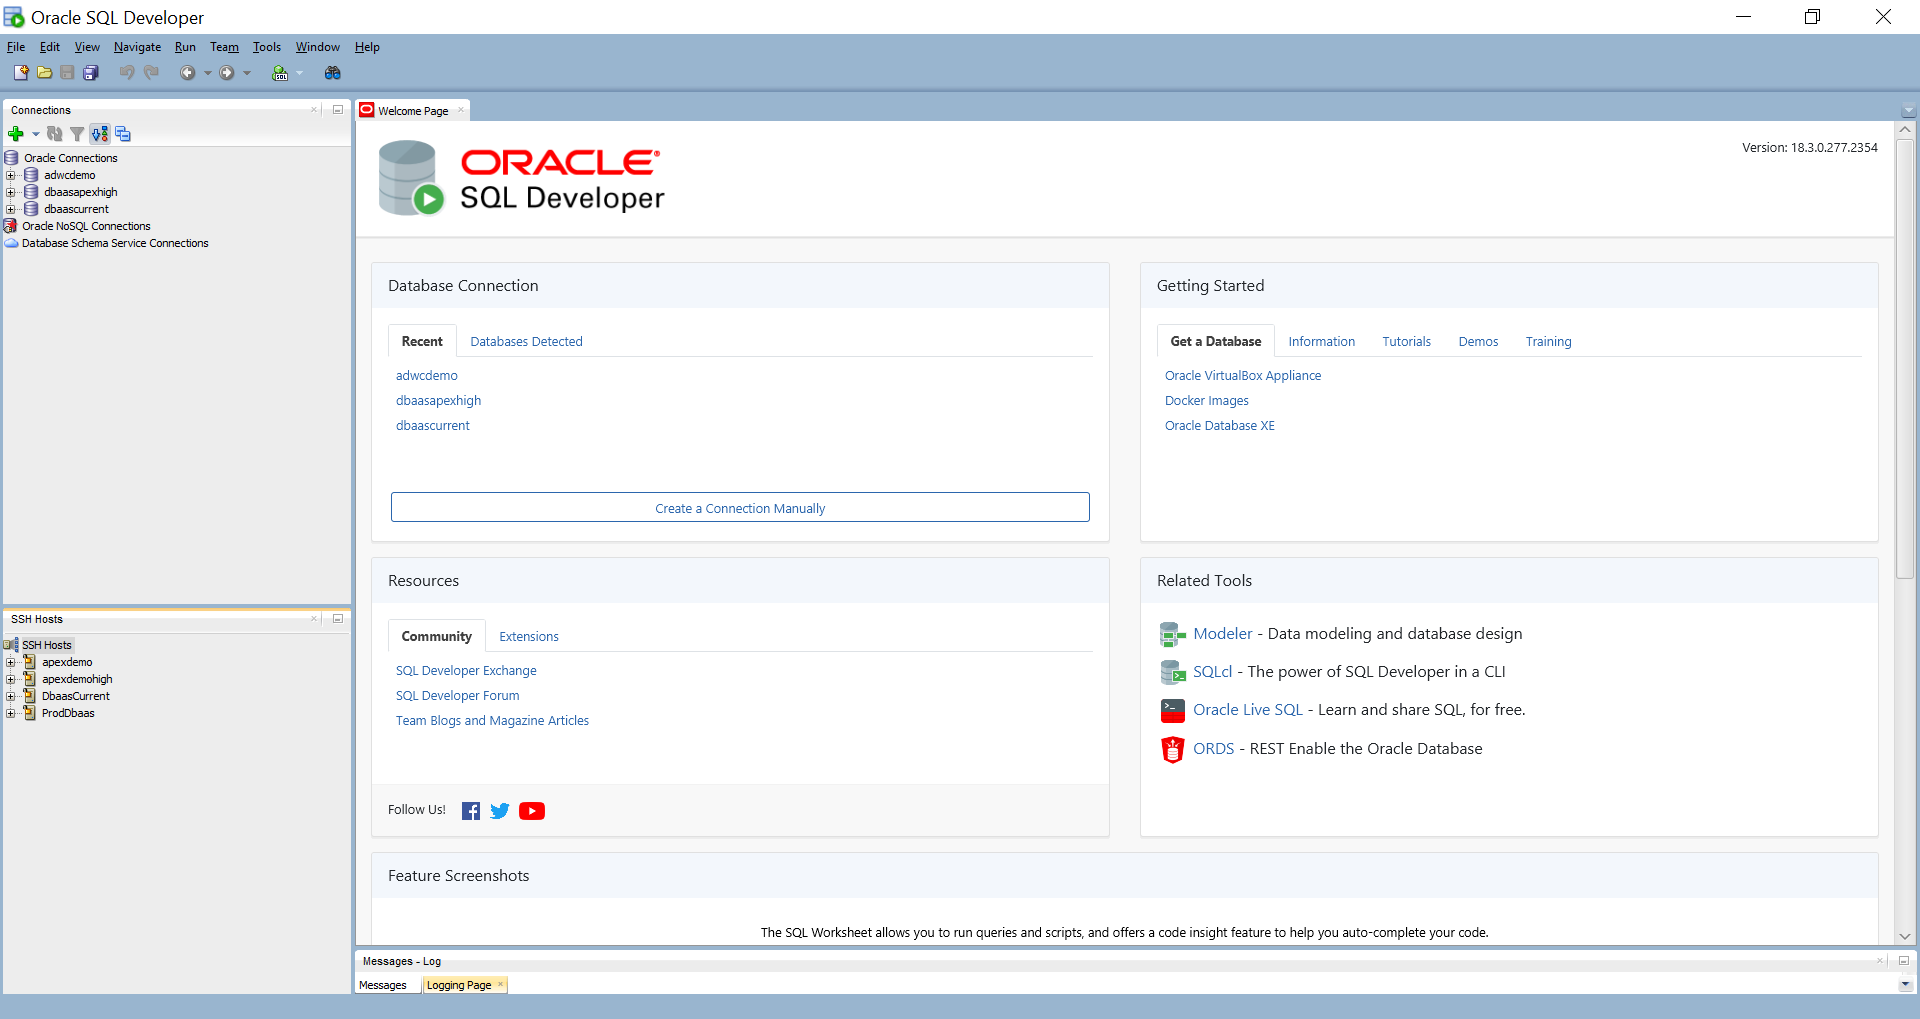 Oracle SQL Developer
File Edit View Navigate Run Team Tools Window Help
Connections
Oracle Connections
adwcdemo
dbaasapexhigh
dbaascurrent
Oracle NoSQL Connections
Database Schema Service Connections
SSH Hosts
SSH Hosts
apexdemo
apexdemohigh
DbaasCurrent
ProdDbaas
Welcome Page
ORACLE
SQL Developer
Version: 18.3.0.277.2354
Database Connection
Recent Databases Detected
adwcdemo
dbaasapexhigh
dbaascurrent
Create a Connection Manually
Getting Started
Get a Database Information Tutorials Demos Training
Oracle VirtualBox Appliance
Docker Images
Oracle Database XE
Resources
Community Extensions
SQL Developer Exchange
SQL Developer Forum
Team Blogs and Magazine Articles
Follow Us!
Related Tools
Modeler - Data modeling and database design
SQLcl - The power of SQL Developer in a CLI
Oracle Live SQL - Learn and share SQL, for free.
ORDS - REST Enable the Oracle Database
Feature Screenshots
The SQL Worksheet allows you to run queries and scripts, and offers a code insight feature to help you auto-complete your code.
Messages - Log
Messages Logging Page